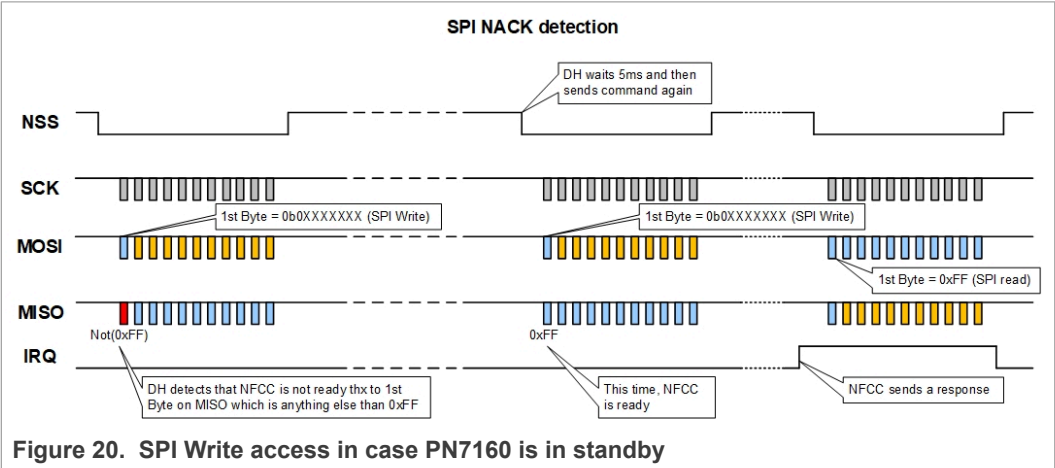 SPI NACK detection
DH waits 5ms and then
sends command again
NSS
SCK
1st Byte = 0b0XXXXXXX (SPI Write)
1st Byte = 0b0XXXXXXX (SPI Write)
MOSI
1st Byte = 0xFF (SPI read)
MISO
Not(0xFF)
0xFF
IRQ
DH detects that NFCC is not ready thx to 1st
Byte on MISO which is anything else than 0xFF
This time, NFCC
is ready
NFCC sends a response
Figure 20. SPI Write access in case PN7160 is in standby